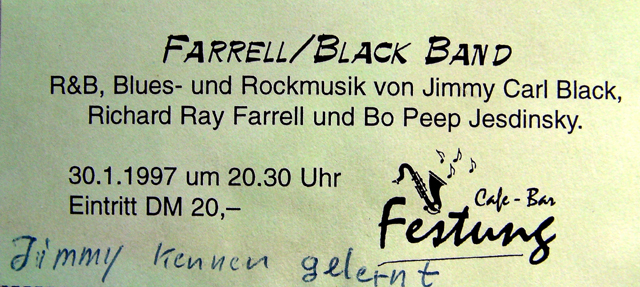 FARRELL/BLACK BAND
R&B, Blues- und Rockmusik von Jimmy Carl Black,
Richard Ray Farrell und Bo Peep Jesdinsky.
30.1.1997 um 20.30 Uhr
Eintritt DM 20,–
Cafe - Bar
Festung
Jimmy kennen gelernt